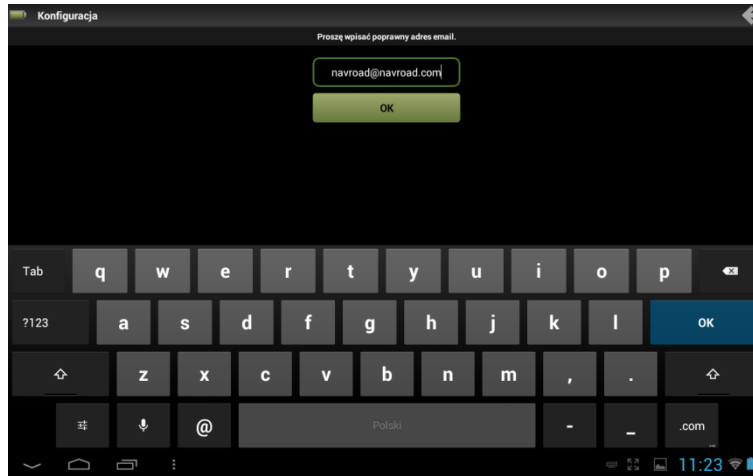 Konfiguracja
Proszę wpisać poprawny adres email.
navroad@navroad.com
OK
Tab q w e r t y u i o p
?123 a s d f g h j k l OK
z x c v b n m , .
@ Polski - _ .com
11:23